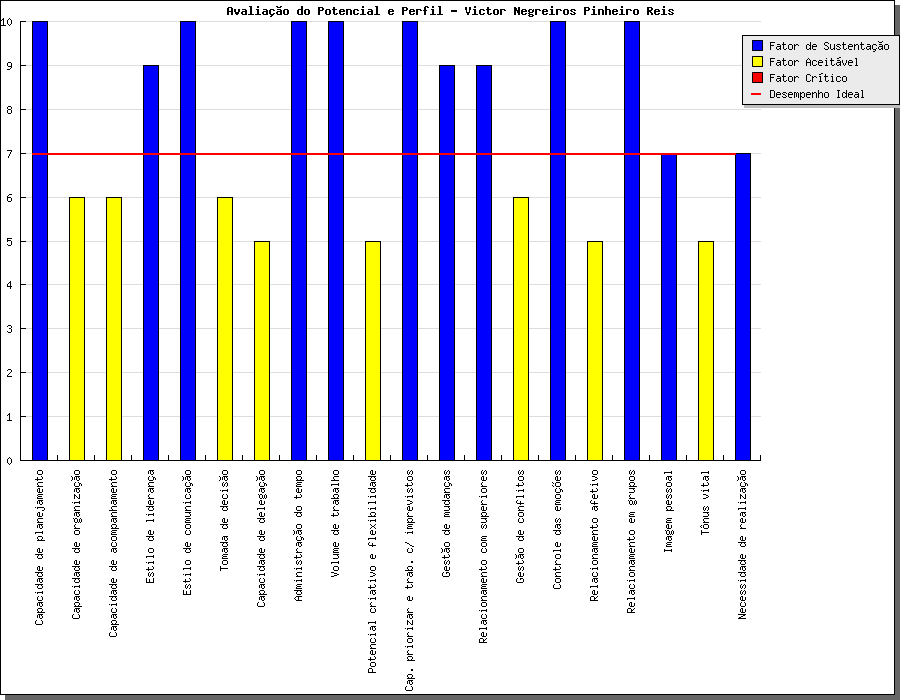 Avaliação do Potencial e Perfil - Victor Negreiros Pinheiro Reis
Fator de Sustentação
Fator Aceitável
Fator Crítico
Desempenho Ideal
10
9
8
7
6
5
4
3
2
1
0
Capacidade de planejamento
Capacidade de organização
Capacidade de acompanhamento
Estilo de liderança
Estilo de comunicação
Tomada de decisão
Capacidade de delegação
Administração do tempo
Volume de trabalho
Potencial criativo e flexibilidade
Cap. priorizar e trab. c/ imprevistos
Gestão de mudanças
Relacionamento com superiores
Gestão de conflitos
Controle das emoções
Relacionamento afetivo
Relacionamento em grupos
Imagem pessoal
Tônus vital
Necessidade de realização